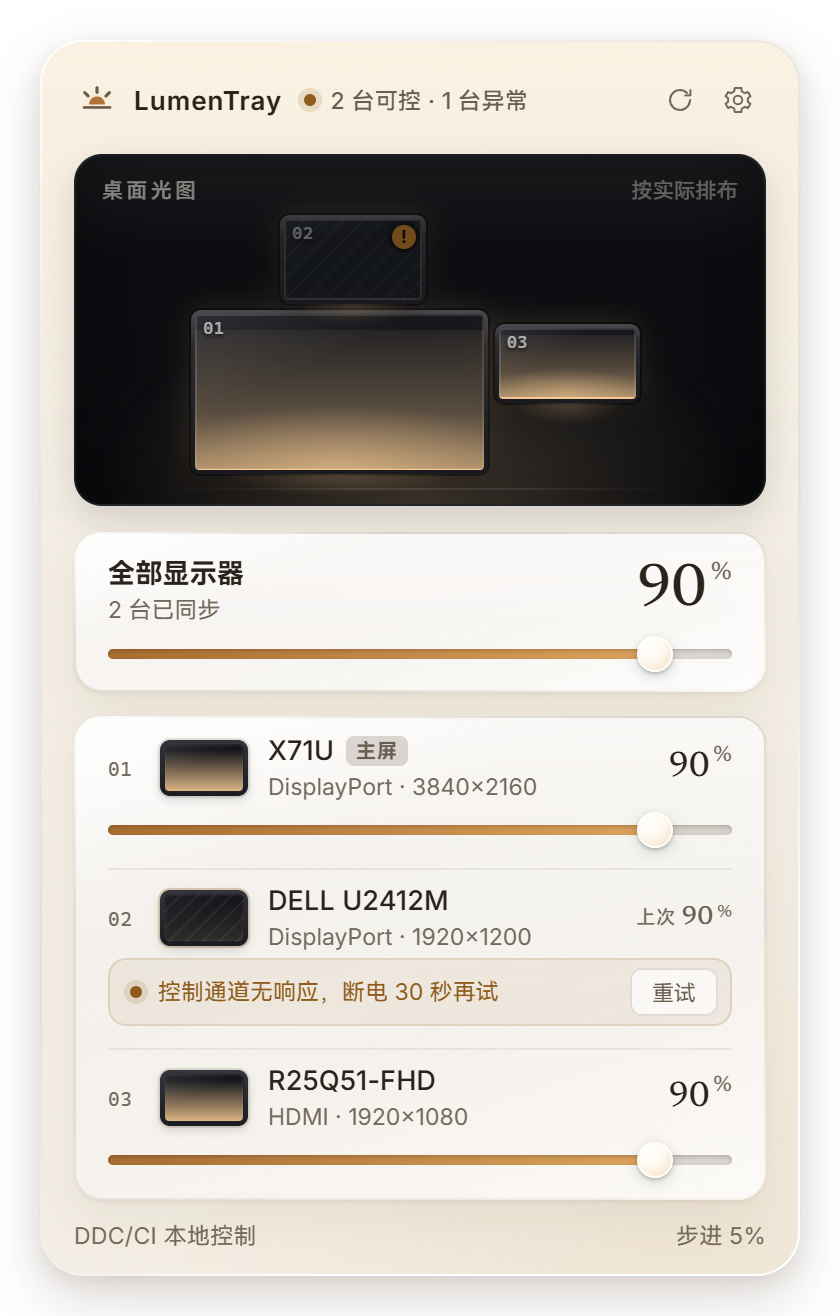 LumenTray 2 台可控 · 1 台异常
桌面光图 按实际排布
02 !
01
03
全部显示器 90%
2 台已同步
01 X71U 主屏 90%
DisplayPort · 3840×2160
02 DELL U2412M 上次 90%
DisplayPort · 1920×1200
控制通道无响应，断电 30 秒再试 重试
03 R25Q51-FHD 90%
HDMI · 1920×1080
DDC/CI 本地控制 步进 5%